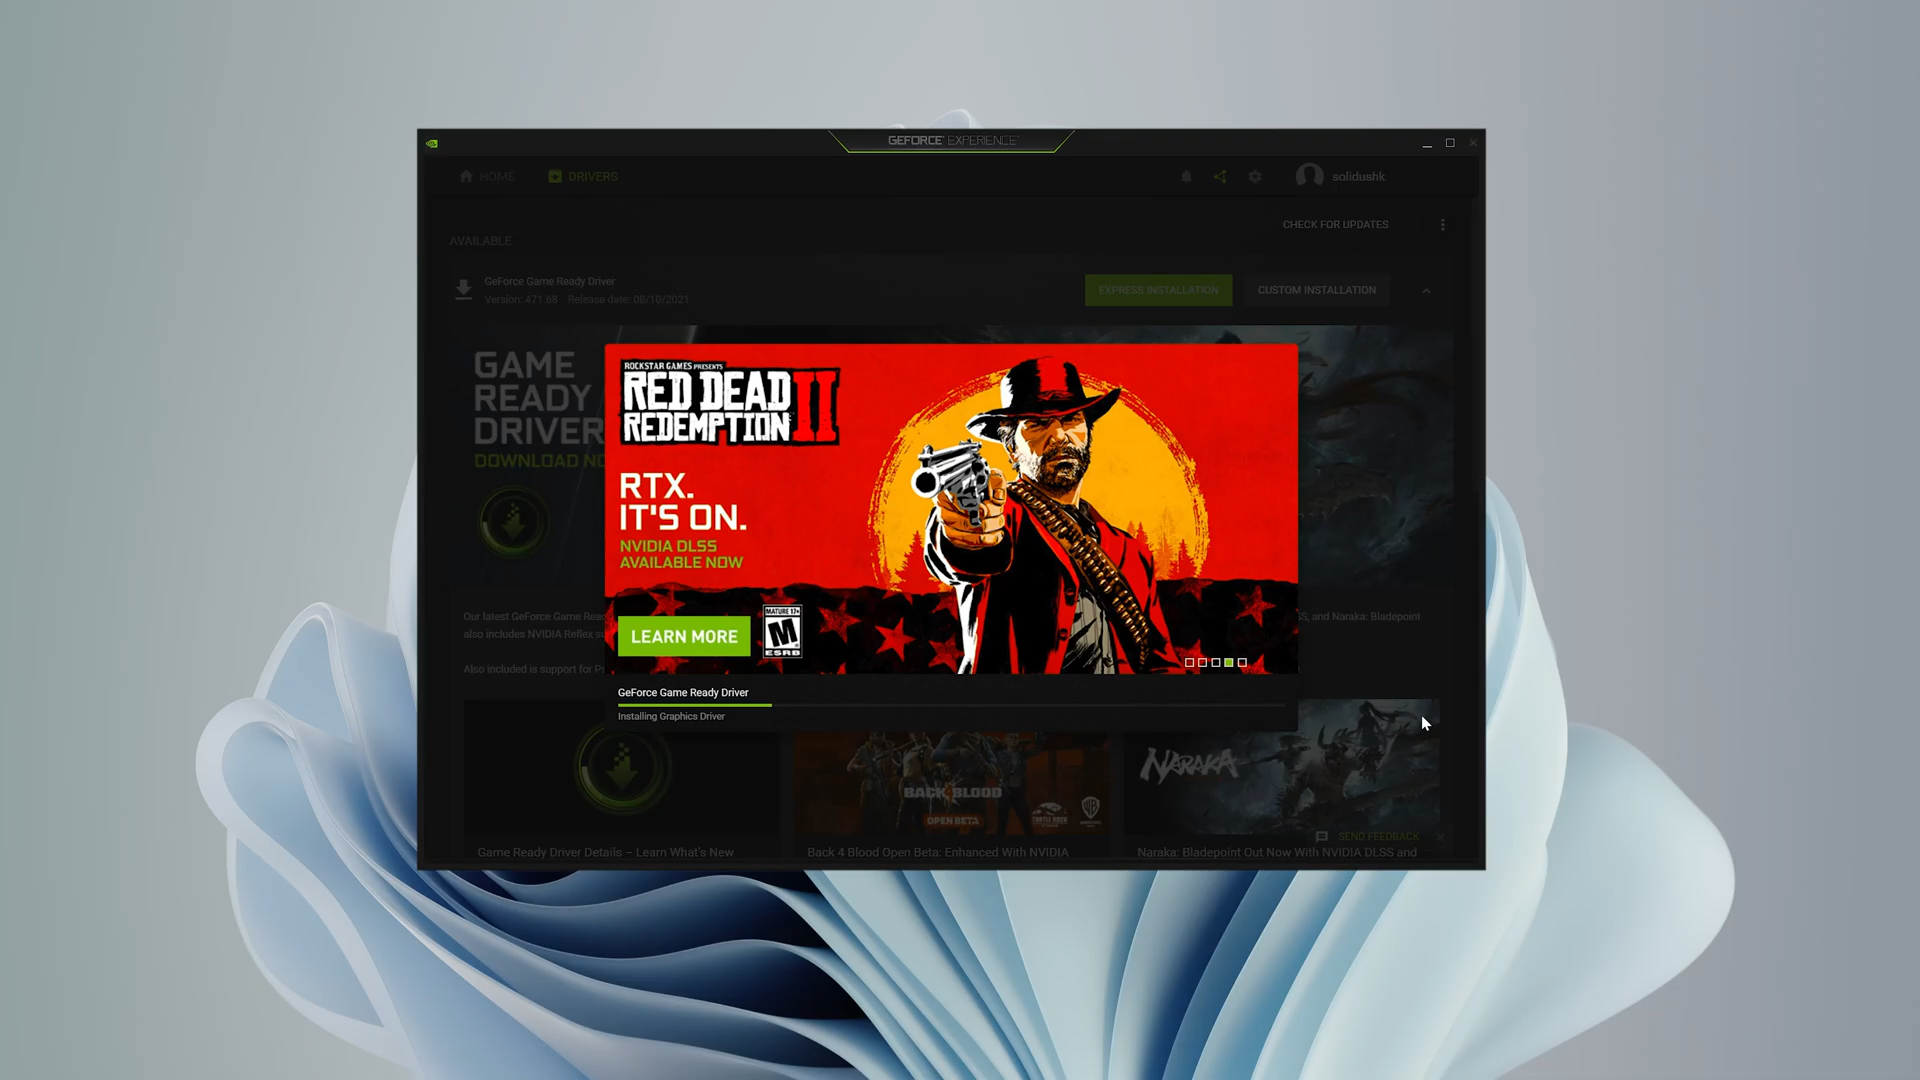 GEFORCE EXPERIENCE
HOME
DRIVERS
solidushk
CHECK FOR UPDATES
AVAILABLE
GeForce Game Ready Driver
Version: 471.68 Release date: 08/10/2021
EXPRESS INSTALLATION
CUSTOM INSTALLATION
GAME
READY
DRIVER
DOWNLOAD
ROCKSTAR GAMES PRESENTS
RED DEAD
REDEMPTION II
RTX.
IT'S ON.
NVIDIA DLSS
AVAILABLE NOW
LEARN MORE
MATURE 17+
M
ESRB
Our latest GeForce Game
, and Naraka: Bladepoint
also includes NVIDIA Reflex
Also included is support for
GeForce Game Ready Driver
Installing Graphics Driver
BACK 4 BLOOD
OPEN BETA
TURTLE ROCK
NARAKA
SEND FEEDBACK
Game Ready Driver Details – Learn What's New
Back 4 Blood Open Beta: Enhanced With NVIDIA
Naraka: Bladepoint Out Now With NVIDIA DLSS and